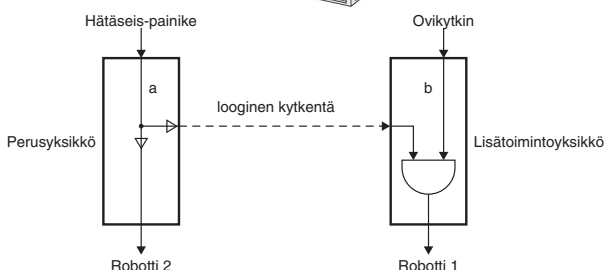 Hätäseis-painike
Ovikytkin
a
b
looginen kytkentä
Perusyksikkö
Lisätoimintoyksikkö
Robotti 2
Robotti 1